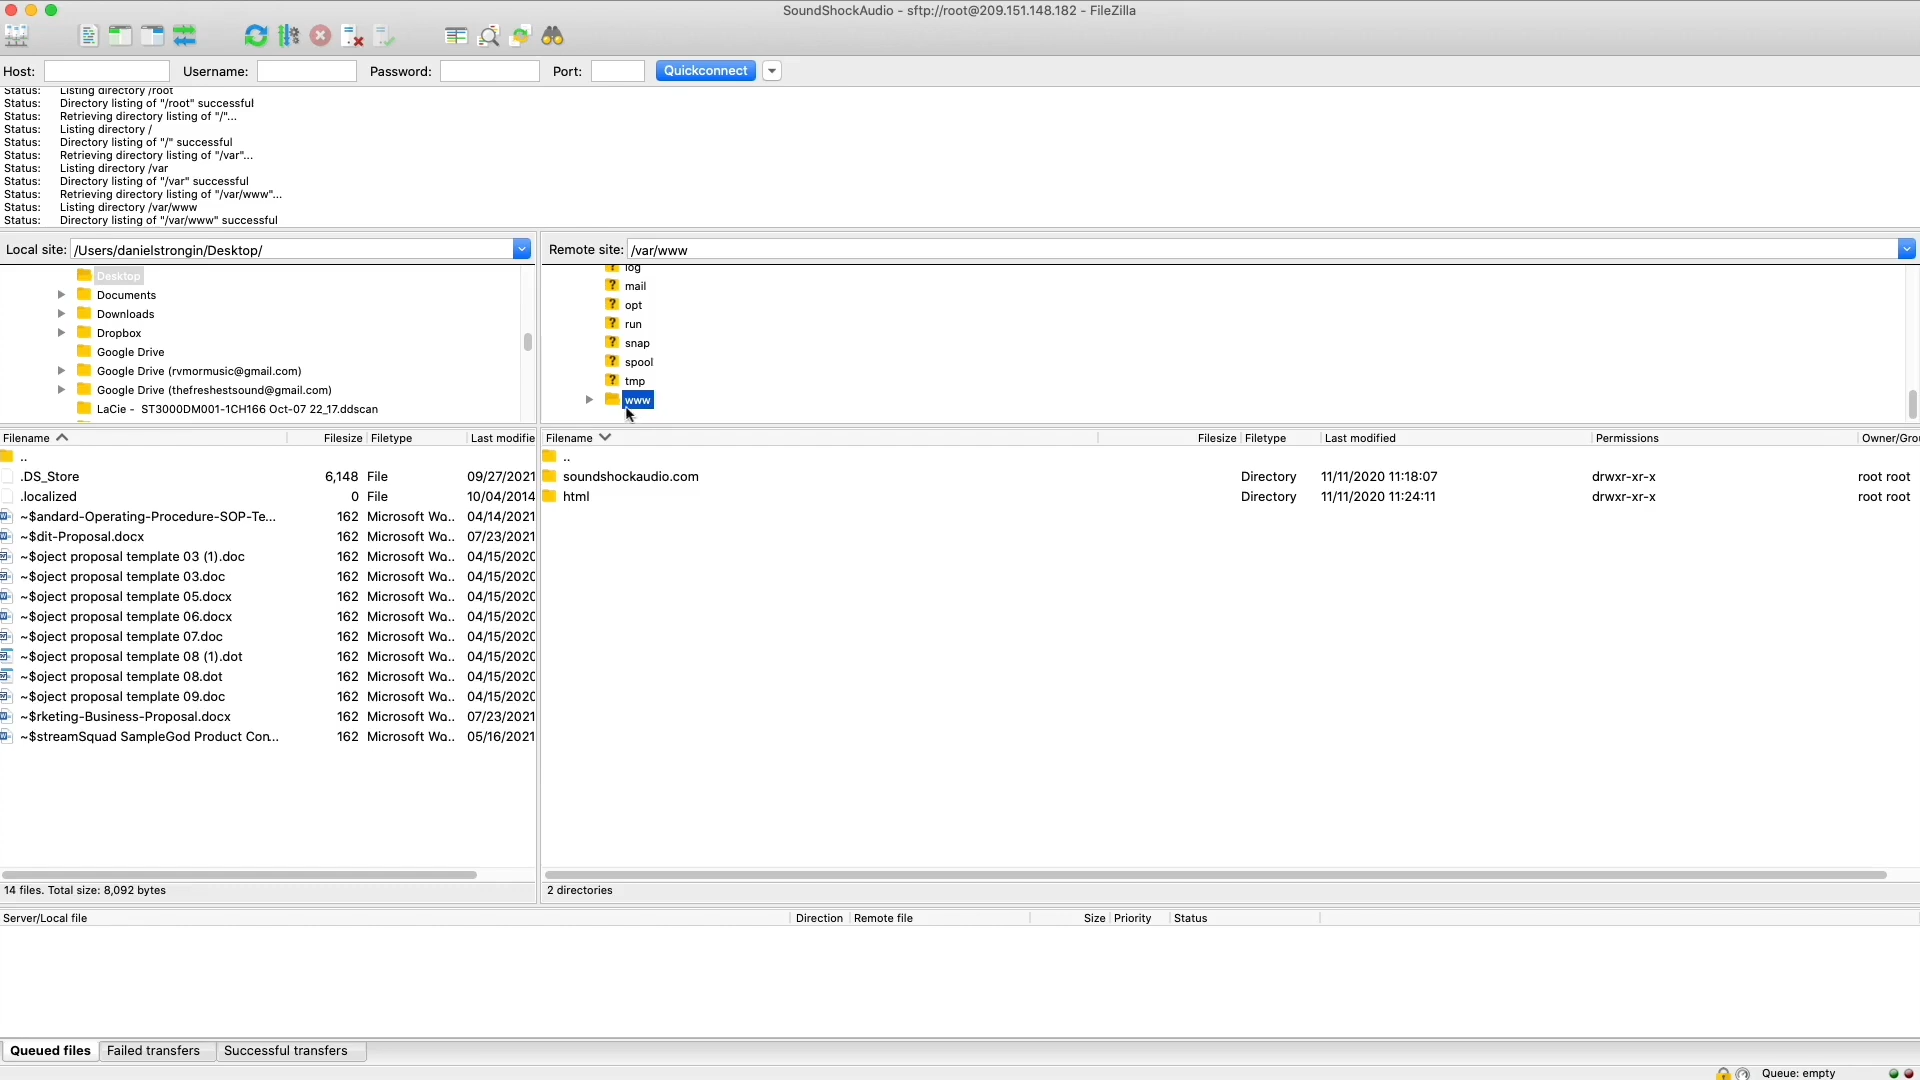 SoundShockAudio - sftp://root@209.151.148.182 - FileZilla
Host: Username: Password: Port: Quickconnect
Status: Listing directory /root
Status: Directory listing of "/root" successful
Status: Retrieving directory listing of "/"...
Status: Listing directory /
Status: Directory listing of "/" successful
Status: Retrieving directory listing of "/var"...
Status: Listing directory /var
Status: Directory listing of "/var" successful
Status: Retrieving directory listing of "/var/www"...
Status: Listing directory /var/www
Status: Directory listing of "/var/www" successful
Local site: /Users/danielstrongin/Desktop/
Desktop
Documents
Downloads
Dropbox
Google Drive
Google Drive (rvmormusic@gmail.com)
Google Drive (thefreshestsound@gmail.com)
LaCie - ST3000DM001-1CH166 Oct-07 22_17.ddscan
Filename Filesize Filetype Last modifie
..
.DS_Store 6,148 File 09/27/2021
.localized 0 File 10/04/2014
~$andard-Operating-Procedure-SOP-Te... 162 Microsoft Wo.. 04/14/2021
~$dit-Proposal.docx 162 Microsoft Wo.. 07/23/2021
~$oject proposal template 03 (1).doc 162 Microsoft Wo.. 04/15/2020
~$oject proposal template 03.doc 162 Microsoft Wo.. 04/15/2020
~$oject proposal template 05.docx 162 Microsoft Wo.. 04/15/2020
~$oject proposal template 06.docx 162 Microsoft Wo.. 04/15/2020
~$oject proposal template 07.doc 162 Microsoft Wo.. 04/15/2020
~$oject proposal template 08 (1).dot 162 Microsoft Wo.. 04/15/2020
~$oject proposal template 08.dot 162 Microsoft Wo.. 04/15/2020
~$oject proposal template 09.doc 162 Microsoft Wo.. 04/15/2020
~$rketing-Business-Proposal.docx 162 Microsoft Wo.. 07/23/2021
~$streamSquad SampleGod Product Con... 162 Microsoft Wo.. 05/16/2021
14 files. Total size: 8,092 bytes
Remote site: /var/www
log
mail
opt
run
snap
spool
tmp
www
Filename Filesize Filetype Last modified Permissions Owner/Grou
..
soundshockaudio.com Directory 11/11/2020 11:18:07 drwxr-xr-x root root
html Directory 11/11/2020 11:24:11 drwxr-xr-x root root
2 directories
Server/Local file Direction Remote file Size Priority Status
Queued files Failed transfers Successful transfers
Queue: empty